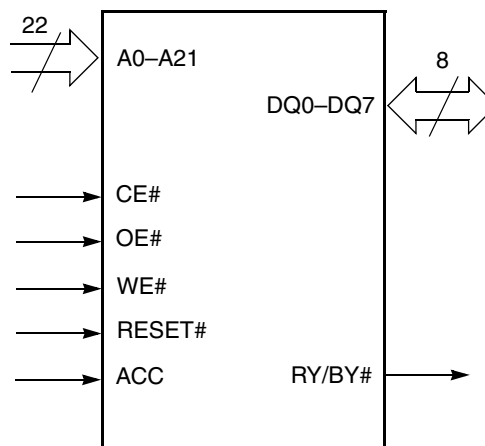 22
A0–A21
8
DQ0–DQ7
CE#
OE#
WE#
RESET#
ACC
RY/BY#